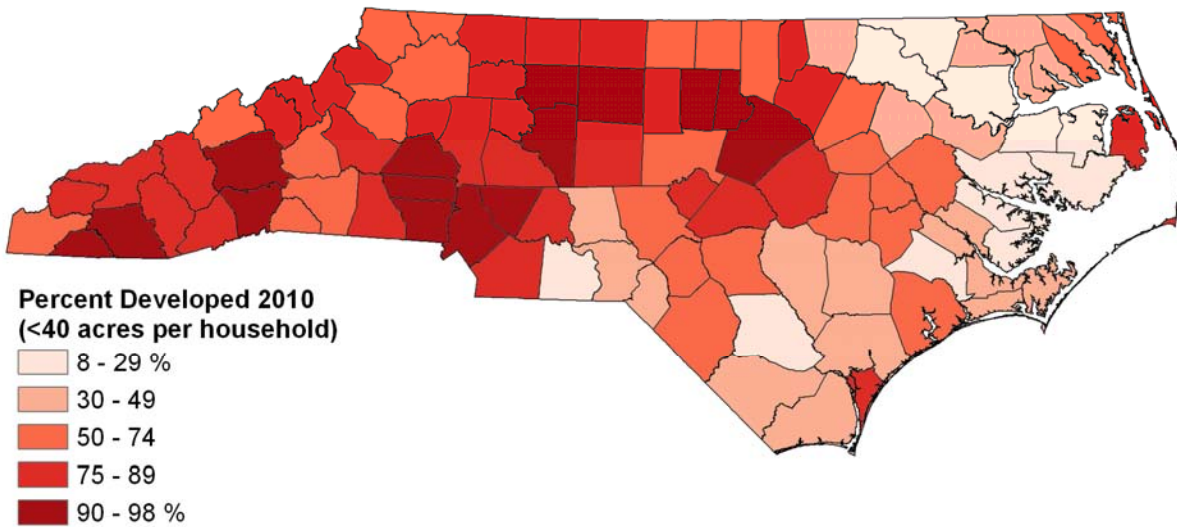 Percent Developed 2010
(<40 acres per household)
8 - 29 %
30 - 49
50 - 74
75 - 89
90 - 98 %